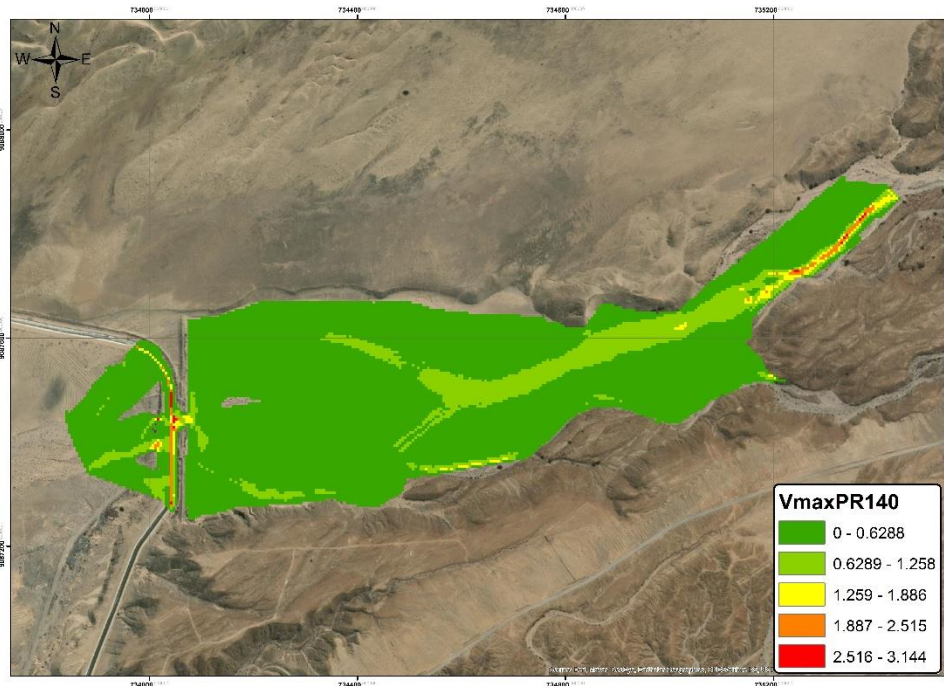 734000 734400 734800 735200
N
W E
S
VmaxPR140
0 - 0.6288
0.6289 - 1.258
1.259 - 1.886
1.887 - 2.515
2.516 - 3.144
734000 734400 734800 735200